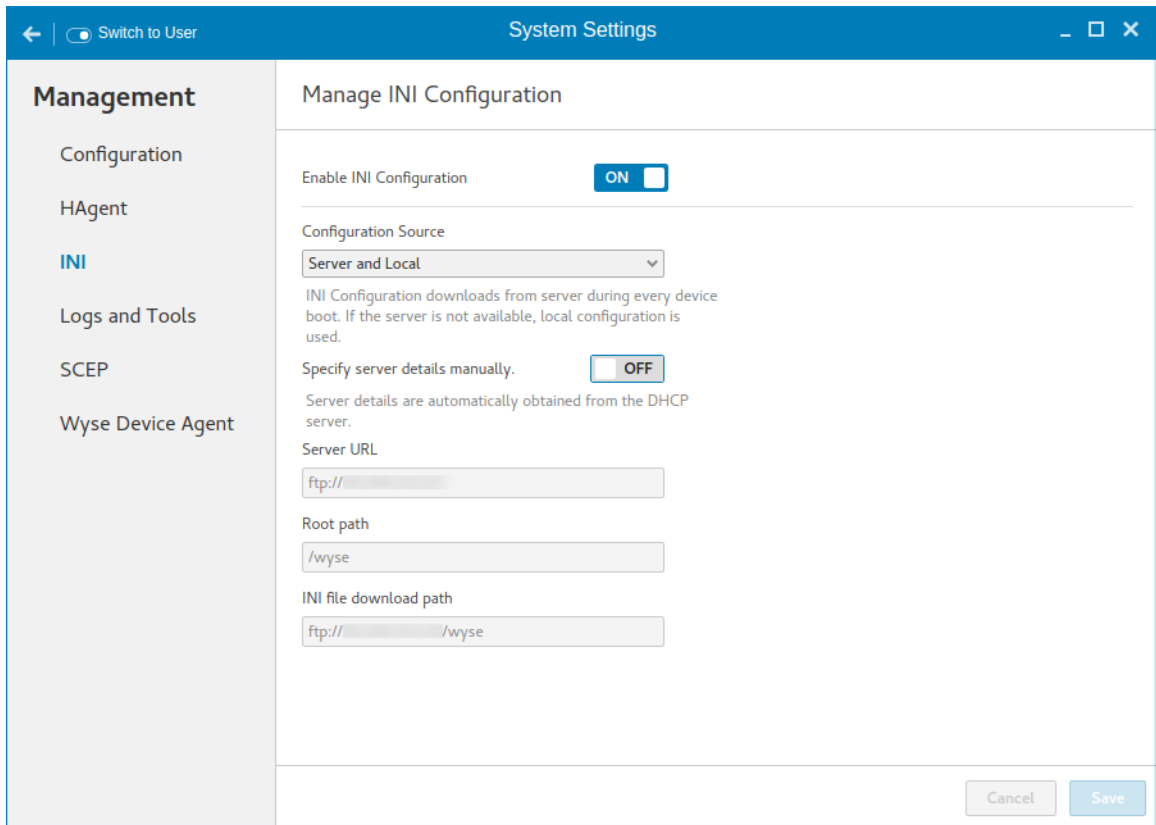 Switch to User
System Settings
Management
Configuration
HAgent
INI
Logs and Tools
SCEP
Wyse Device Agent
Manage INI Configuration
Enable INI Configuration
ON
Configuration Source
Server and Local
INI Configuration downloads from server during every device
boot. If the server is not available, local configuration is
used.
Specify server details manually.
OFF
Server details are automatically obtained from the DHCP
server.
Server URL
ftp://
Root path
/wyse
INI file download path
ftp:// /wyse
Cancel
Save